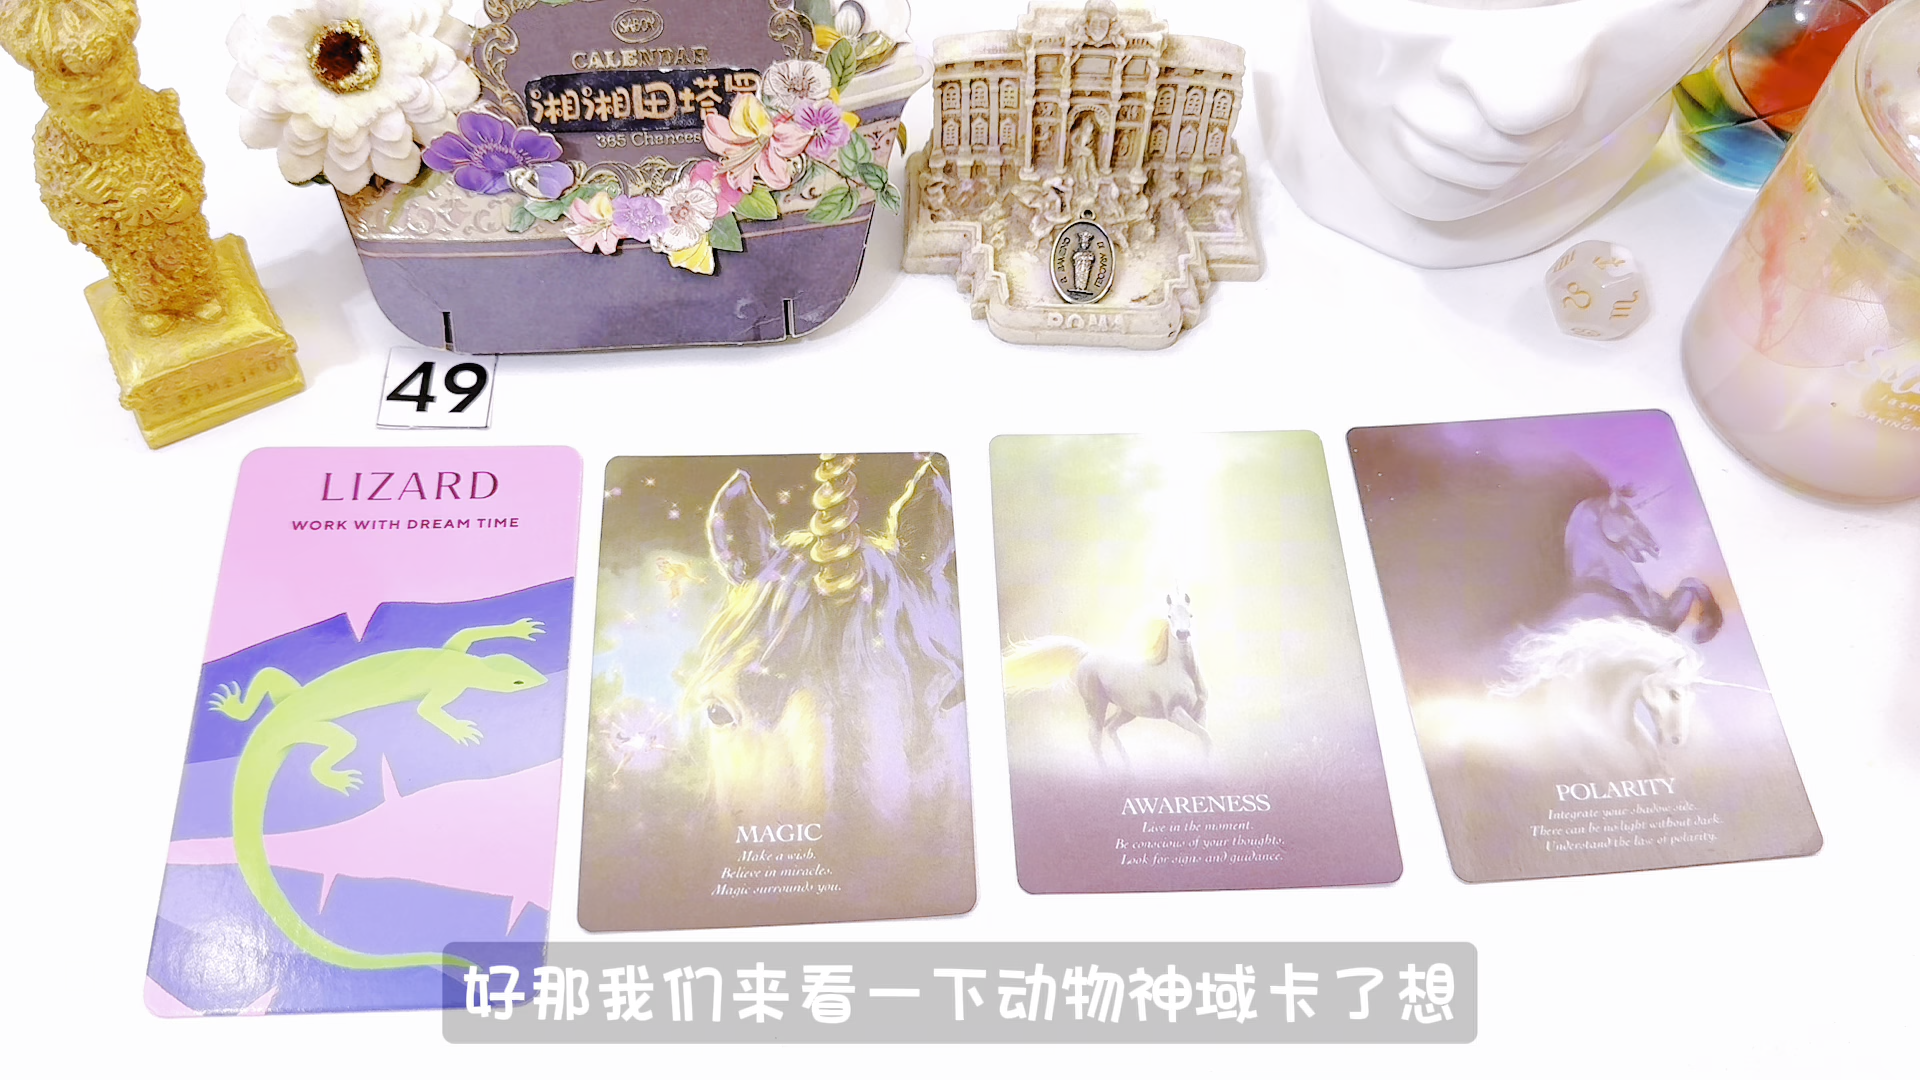 SABOY
CALENDAR
湘湘田塔
365 Chances
ROMA
49
LIZARD
WORK WITH DREAM TIME
MAGIC
Make a wish.
Believe in miracles.
Magic surrounds you.
AWARENESS
Live in the moment.
Be conscious of your thoughts.
Look for signs and guidance.
POLARITY
Integrate your shadow side.
There can be no light without dark.
Understand the law of polarity.
好那我们来看一下动物神域卡了想